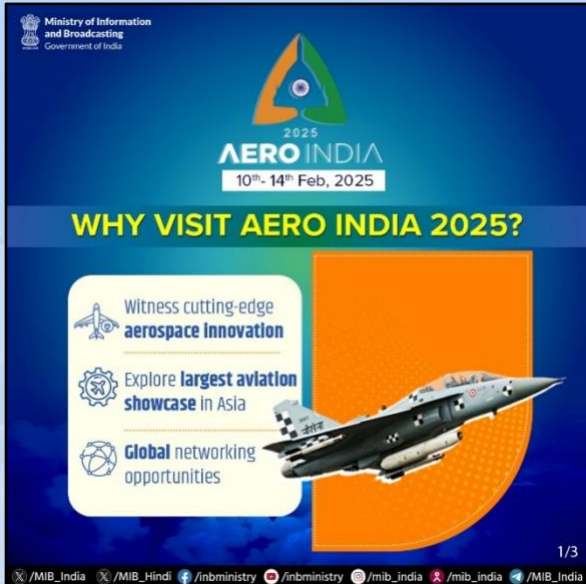 Ministry of Information
and Broadcasting
Government of India
2025
AERO INDIA
10th - 14th Feb, 2025
WHY VISIT AERO INDIA 2025?
Witness cutting-edge
aerospace innovation
Explore largest aviation
showcase in Asia
Global networking
opportunities
1/3
/MIB_India /MIB_Hindi /inbministry /inbministry /mib_india /mib_india /MIB_India